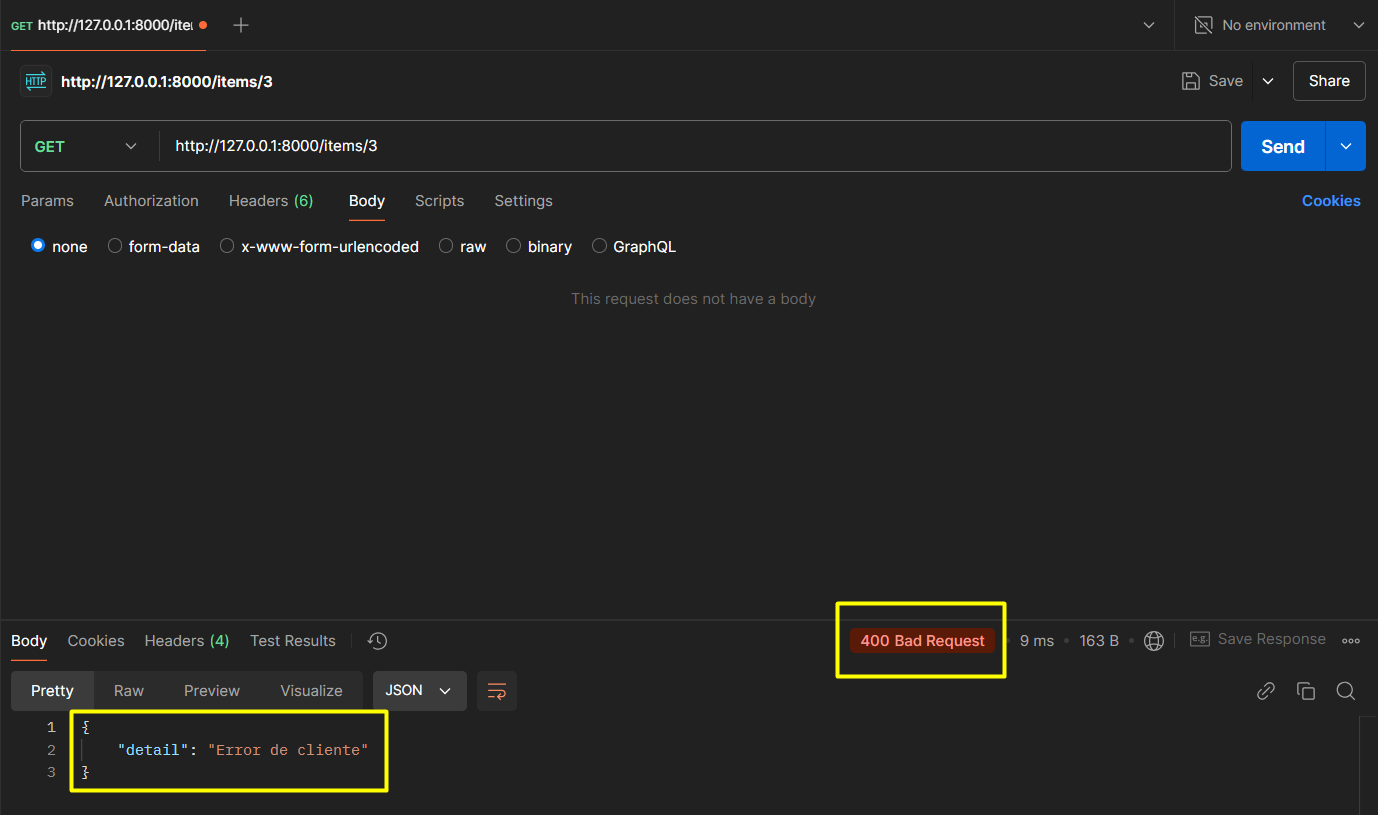 GET http://127.0.0.1:8000/ite
No environment
HTTP http://127.0.0.1:8000/items/3
Save
Share
GET http://127.0.0.1:8000/items/3
Send
Params Authorization Headers (6) Body Scripts Settings
Cookies
none form-data x-www-form-urlencoded raw binary GraphQL
This request does not have a body
Body Cookies Headers (4) Test Results
400 Bad Request • 9 ms • 163 B •
e.g. Save Response
Pretty Raw Preview Visualize JSON
1 {
2 "detail": "Error de cliente"
3 }